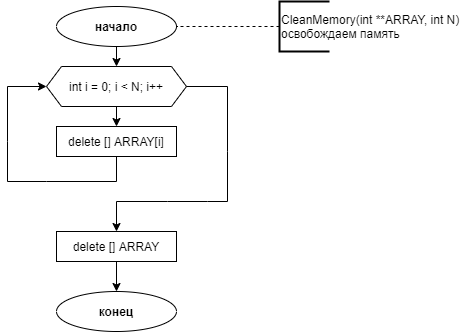 начало
CleanMemory(int **ARRAY, int N)
освобождаем память
int i = 0; i < N; i++
delete [] ARRAY[i]
delete [] ARRAY
конец